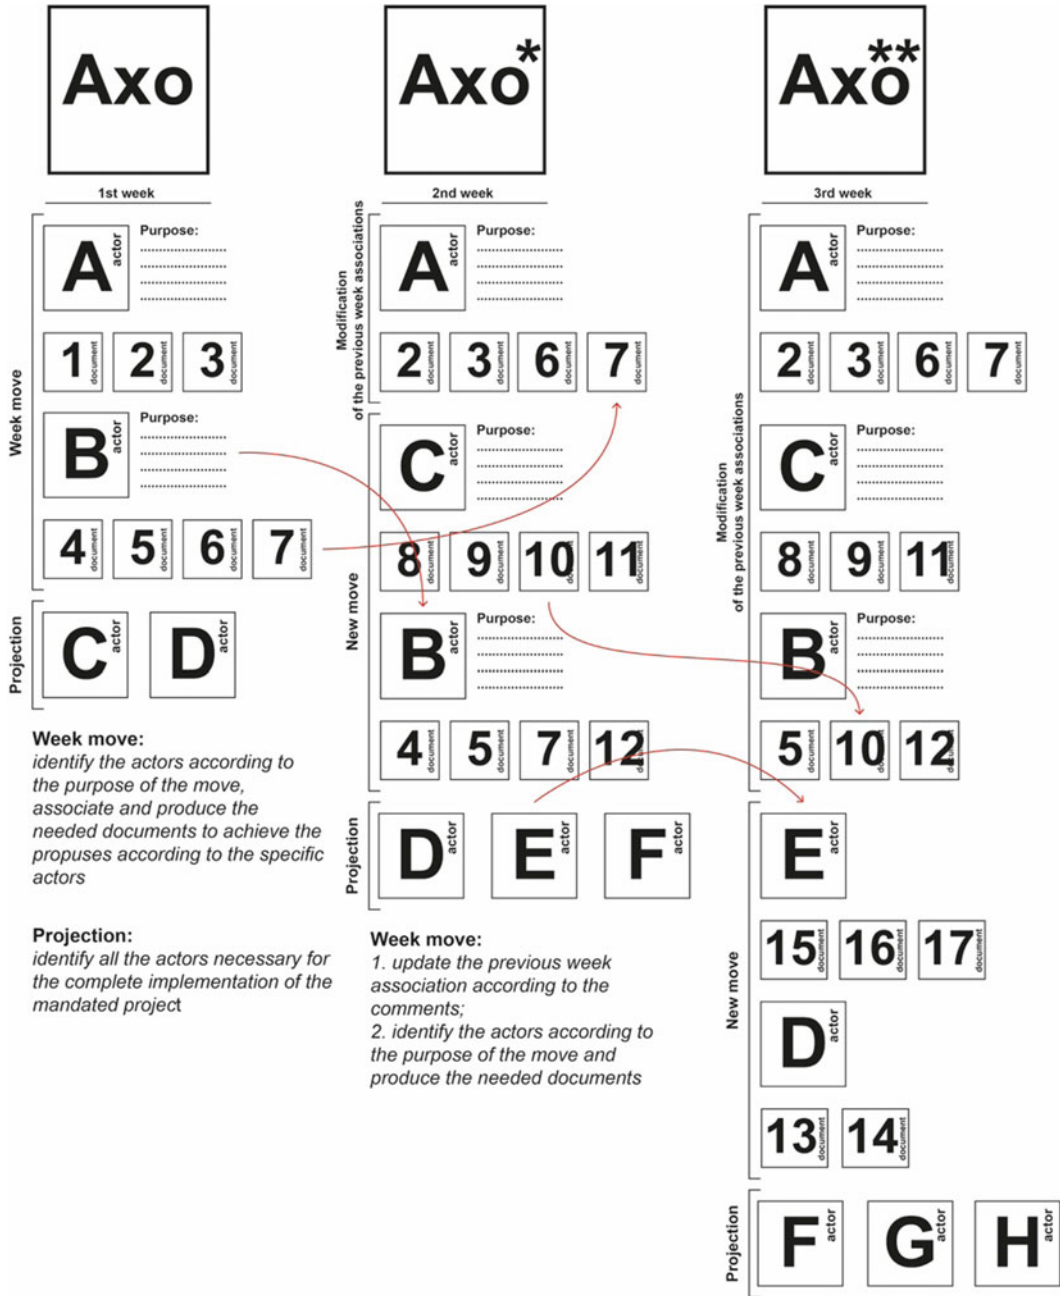 Axo
1st week
Week move
A actor
Purpose:
1 document 2 document 3 document
B actor
Purpose:
4 document 5 document 6 document 7 document
Projection
C actor D actor
Week move:
identify the actors according to
the purpose of the move,
associate and produce the
needed documents to achieve the
propuses according to the specific
actors
Projection:
identify all the actors necessary for
the complete implementation of the
mandated project
Axo*
2nd week
Modification
of the previous week associations
A actor
Purpose:
2 document 3 document 6 document 7 document
New move
C actor
Purpose:
8 document 9 document 10 document 11 document
B actor
Purpose:
4 document 5 document 7 document 12 document
Projection
D actor E actor F actor
Week move:
1. update the previous week
association according to the
comments;
2. identify the actors according to
the purpose of the move and
produce the needed documents
Axo**
3rd week
Modification
of the previous week associations
A actor
Purpose:
2 document 3 document 6 document 7 document
C actor
Purpose:
8 document 9 document 11 document
B actor
Purpose:
5 document 10 document 12 document
New move
E actor
15 document 16 document 17 document
D actor
13 document 14 document
Projection
F actor G actor H actor